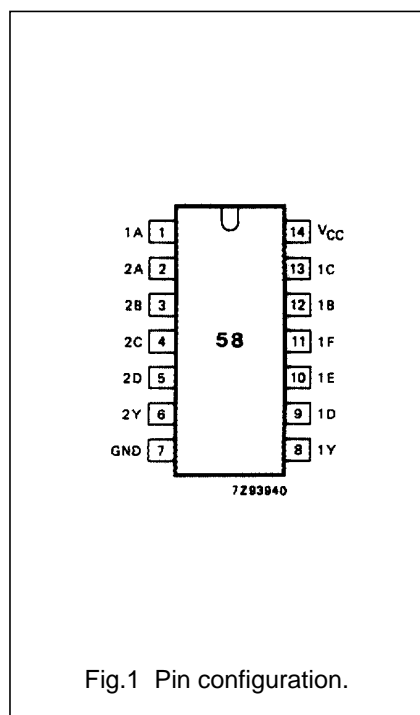 1A 1 14 VCC
2A 2 13 1C
2B 3 12 1B
2C 4 58 11 1F
2D 5 10 1E
2Y 6 9 1D
GND 7 8 1Y
7Z93940
Fig.1 Pin configuration.